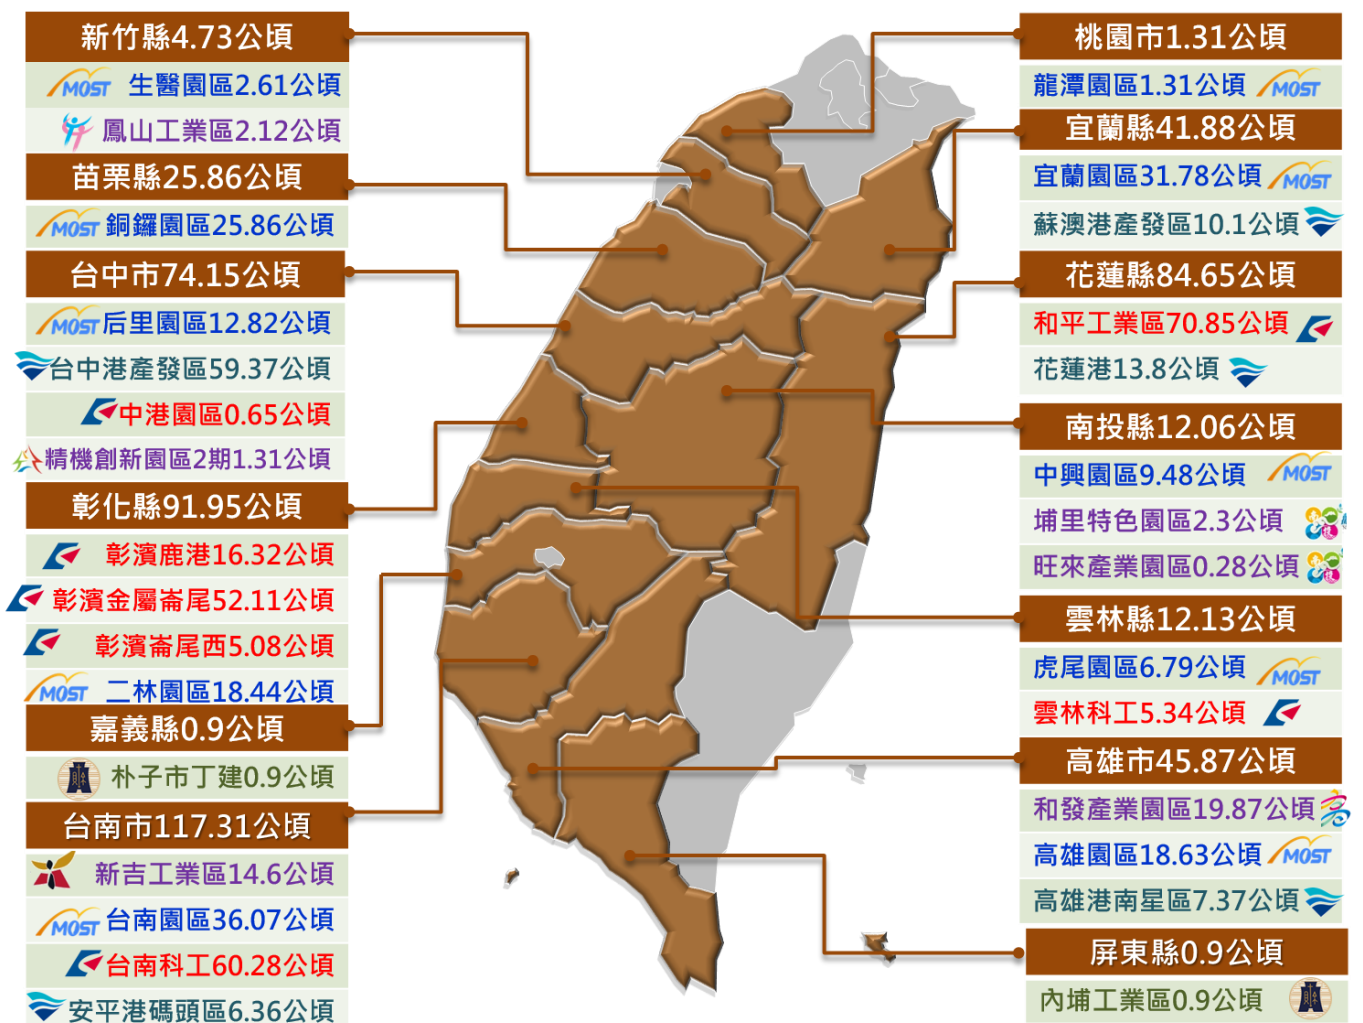 新竹縣4.73公頃
MOST 生醫園區2.61公頃
鳳山工業區2.12公頃
苗栗縣25.86公頃
MOST 銅鑼園區25.86公頃
台中市74.15公頃
MOST 后里園區12.82公頃
台中港產發區59.37公頃
中港園區0.65公頃
精機創新園區2期1.31公頃
彰化縣91.95公頃
彰濱鹿港16.32公頃
彰濱金屬崙尾52.11公頃
彰濱崙尾西5.08公頃
MOST 二林園區18.44公頃
嘉義縣0.9公頃
朴子市丁建0.9公頃
台南市117.31公頃
新吉工業區14.6公頃
MOST 台南園區36.07公頃
台南科工60.28公頃
安平港碼頭區6.36公頃
桃園市1.31公頃
龍潭園區1.31公頃 MOST
宜蘭縣41.88公頃
宜蘭園區31.78公頃 MOST
蘇澳港產發區10.1公頃
花蓮縣84.65公頃
和平工業區70.85公頃
花蓮港13.8公頃
南投縣12.06公頃
中興園區9.48公頃 MOST
埔里特色園區2.3公頃
旺來產業園區0.28公頃
雲林縣12.13公頃
虎尾園區6.79公頃 MOST
雲林科工5.34公頃
高雄市45.87公頃
和發產業園區19.87公頃
高雄園區18.63公頃 MOST
高雄港南星區7.37公頃
屏東縣0.9公頃
內埔工業區0.9公頃